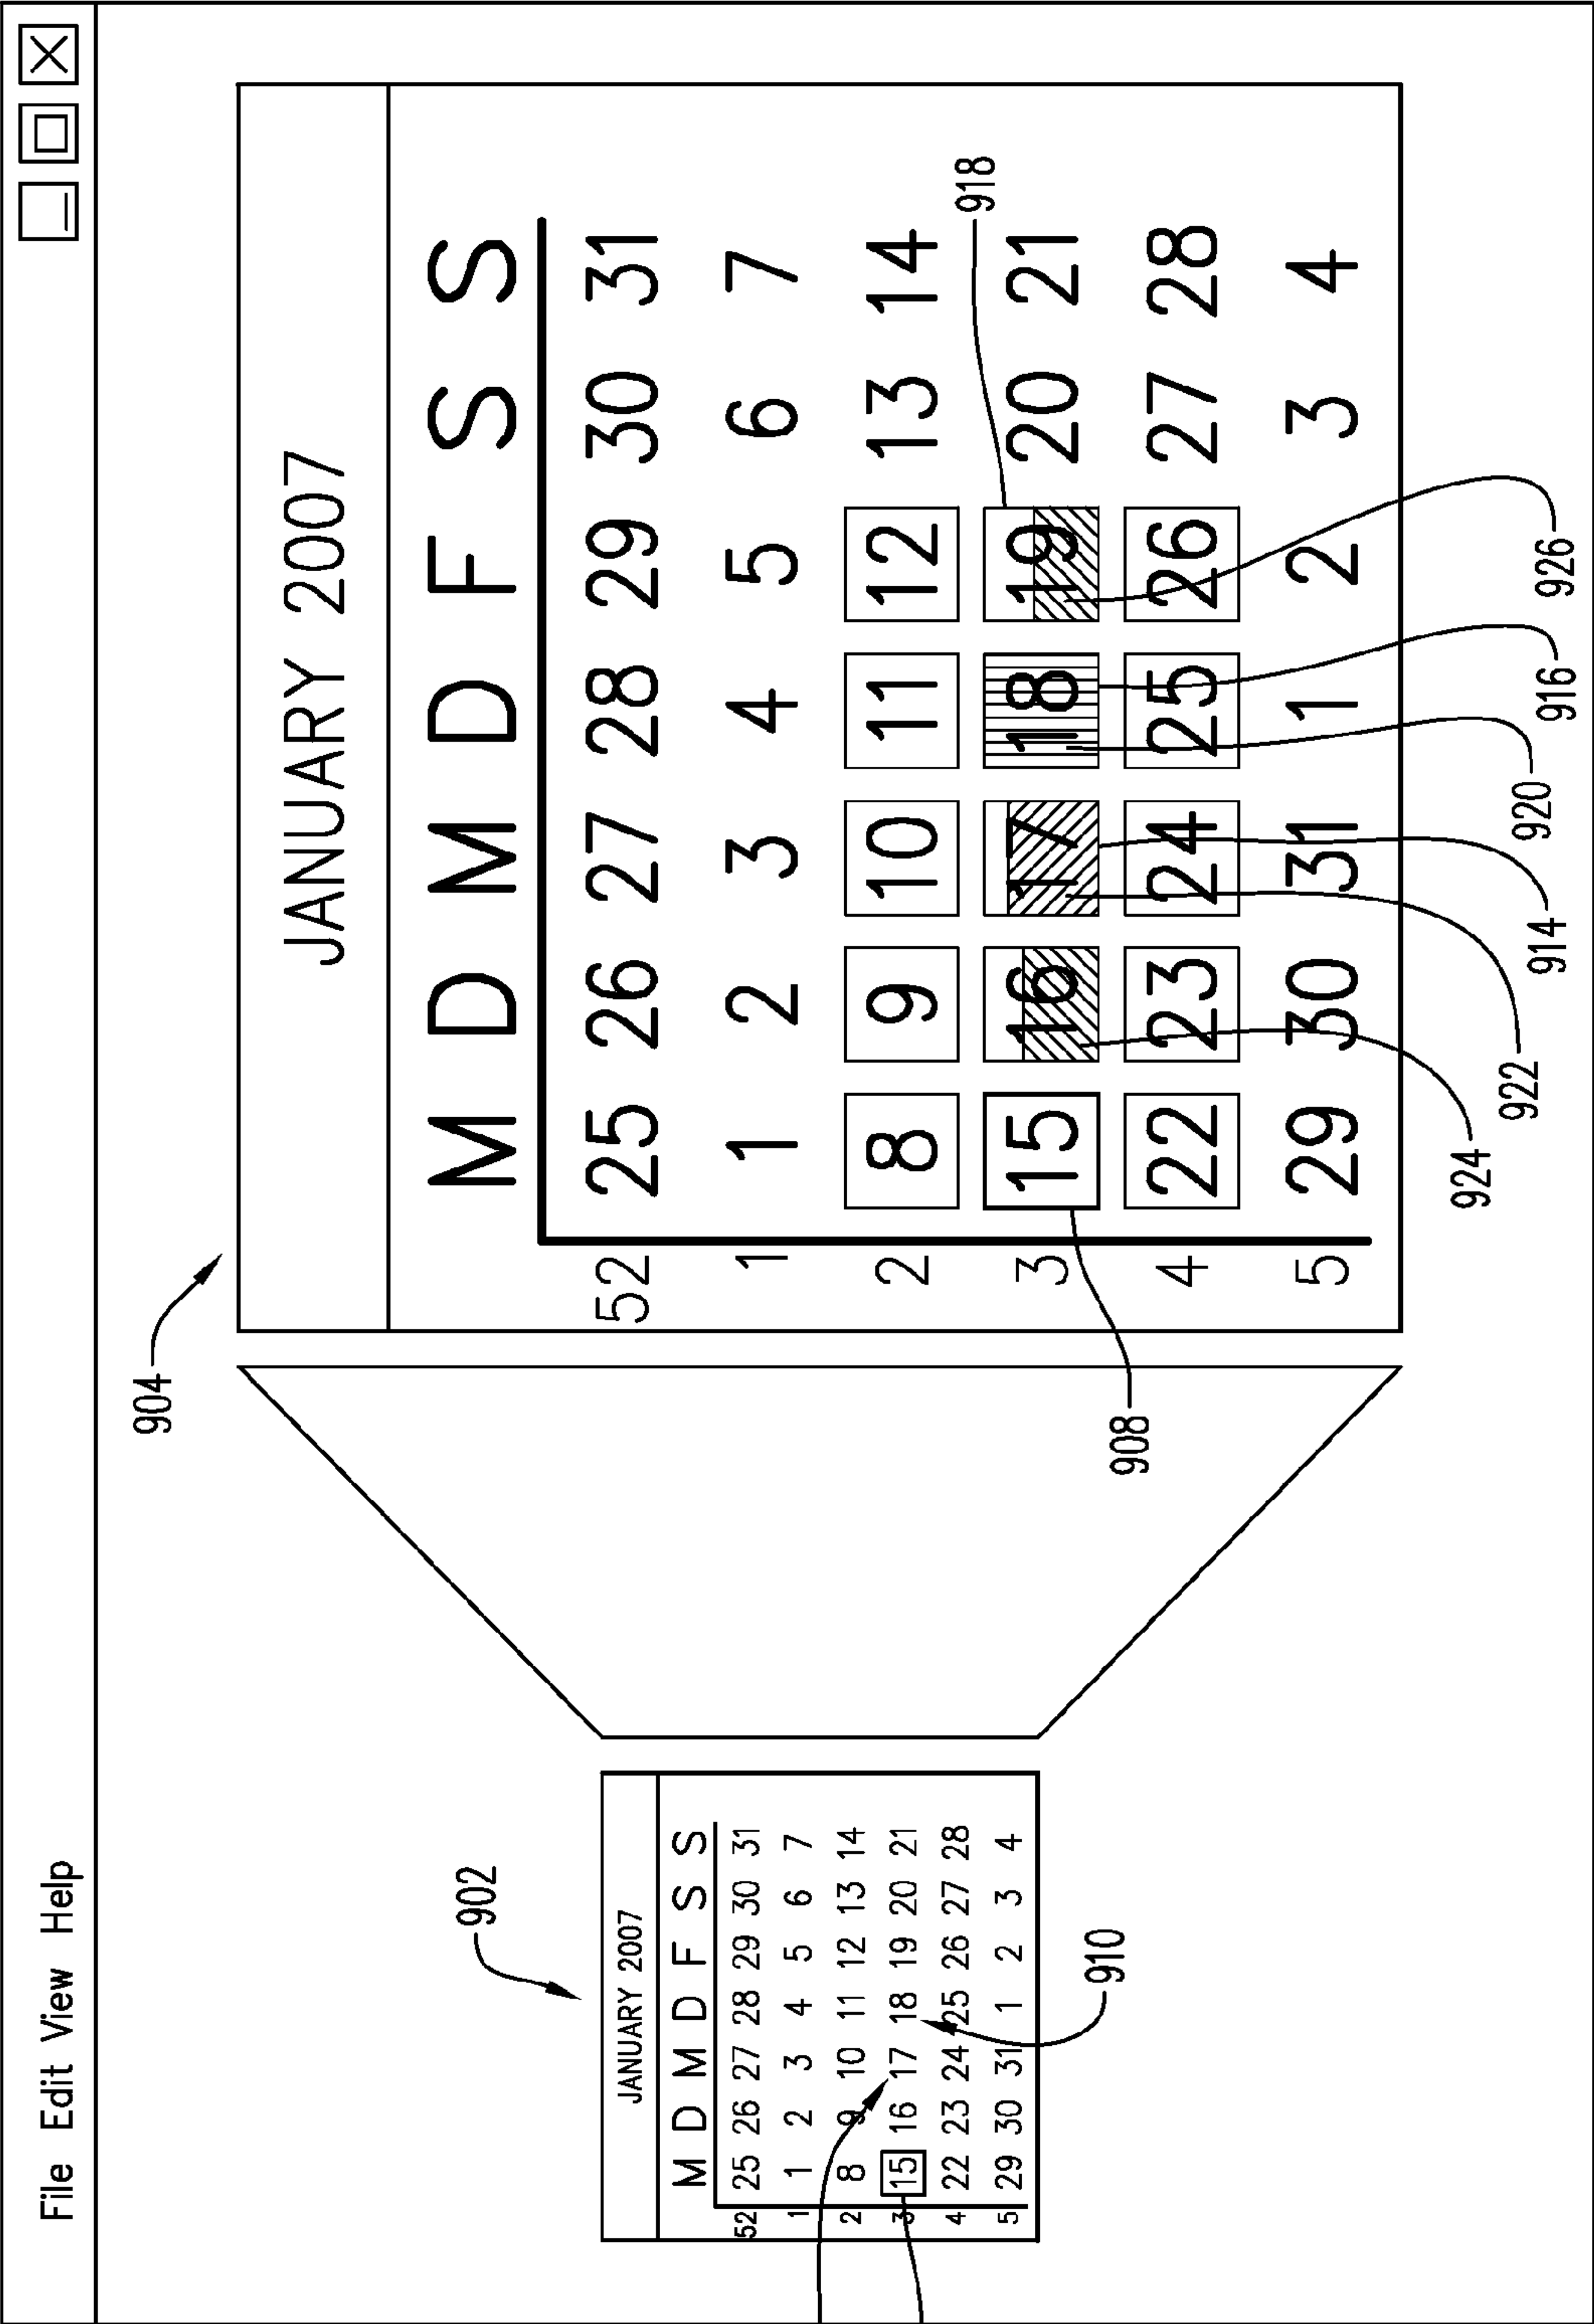 File Edit View Help
902
JANUARY 2007
M D M D F S S
52 25 26 27 28 29 30 31
1 1 2 3 4 5 6 7
2 8 9 10 11 12 13 14
3 15 16 17 18 19 20 21
4 22 23 24 25 26 27 28
5 29 30 31 1 2 3 4
910
904
JANUARY 2007
M D M D F S S
52 25 26 27 28 29 30 31
1 1 2 3 4 5 6 7
2 8 9 10 11 12 13 14
3 15 16 17 18 19 20 21
4 22 23 24 25 26 27 28
5 29 30 31 1 2 3 4
918
908
924
922
914
920
916
926